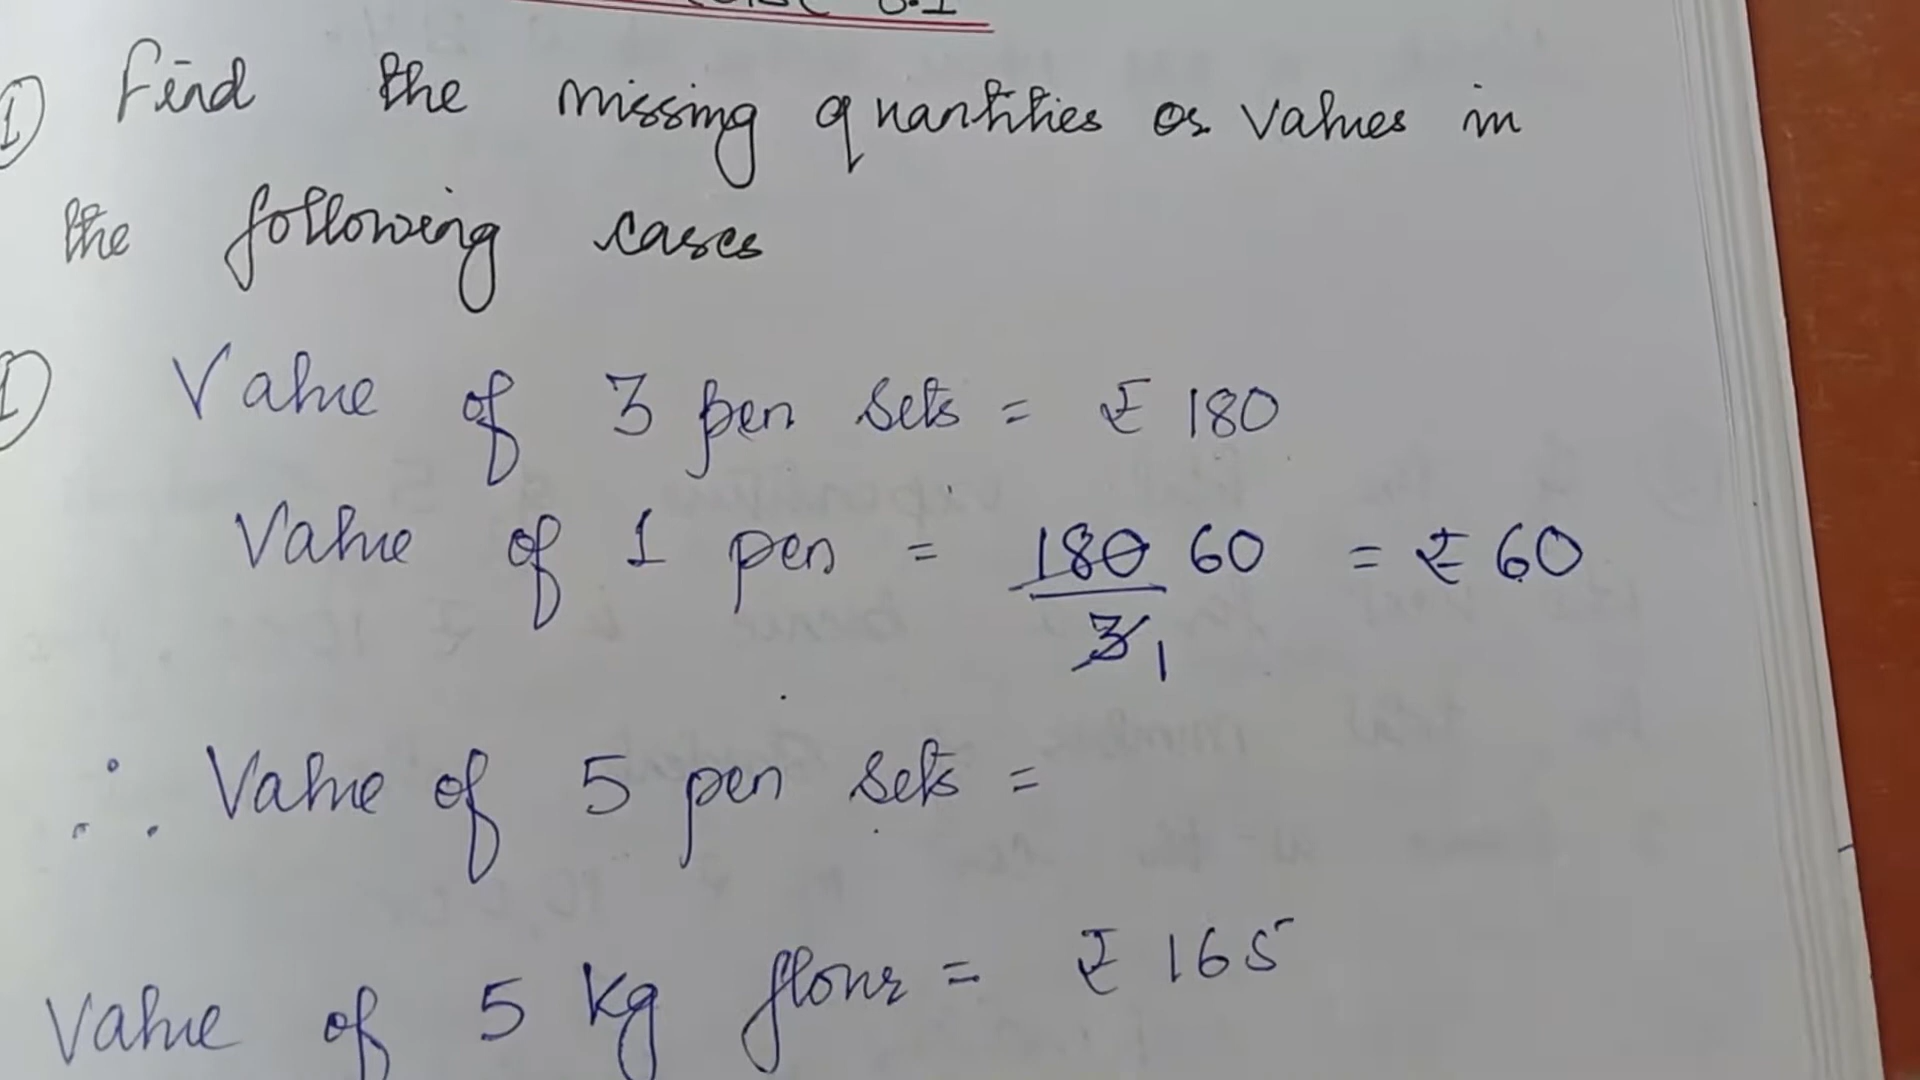 ① Find the missing quantities or values in
the following cases
① Value of 3 pen sets = ₹ 180
Value of 1 pen = 180/3 60 1 = ₹ 60
∴ Value of 5 pen sets =
Value of 5 kg flour = ₹ 165